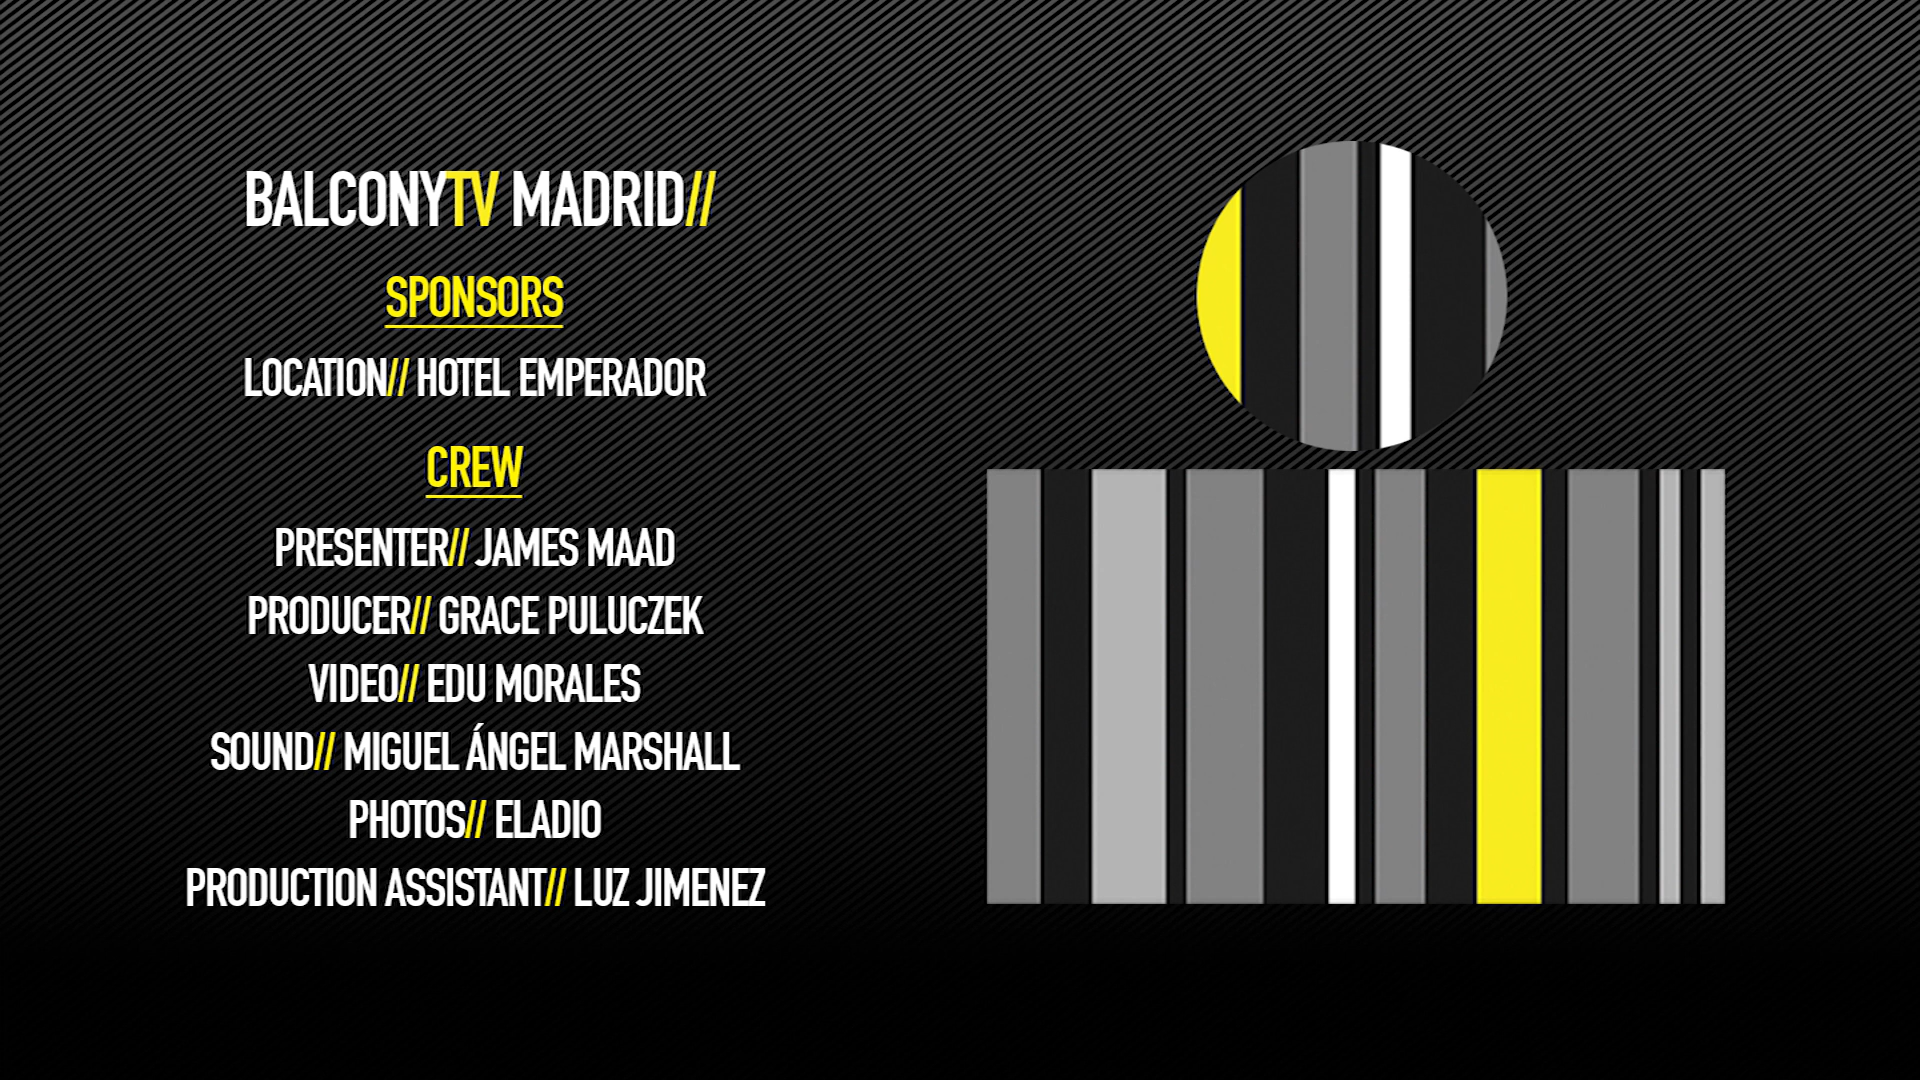 BALCONYTV MADRID//
SPONSORS
LOCATION// HOTEL EMPERADOR
CREW
PRESENTER// JAMES MAAD
PRODUCER// GRACE PULUCZEK
VIDEO// EDU MORALES
SOUND// MIGUEL ÁNGEL MARSHALL
PHOTOS// ELADIO
PRODUCTION ASSISTANT// LUZ JIMENEZ